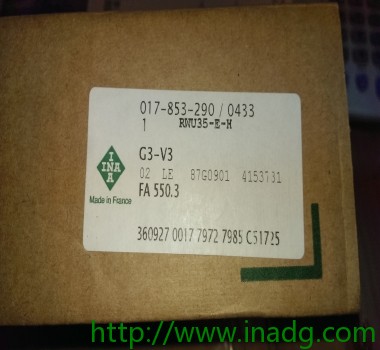 017-853-290 / 0433
1 RWU35-E-H
G3-V3
02 LE 87G0901 4153731
FA 550.3
INA
INA
Made in France
360927 0017 7972 7985 C51725
http://www.inadg.com